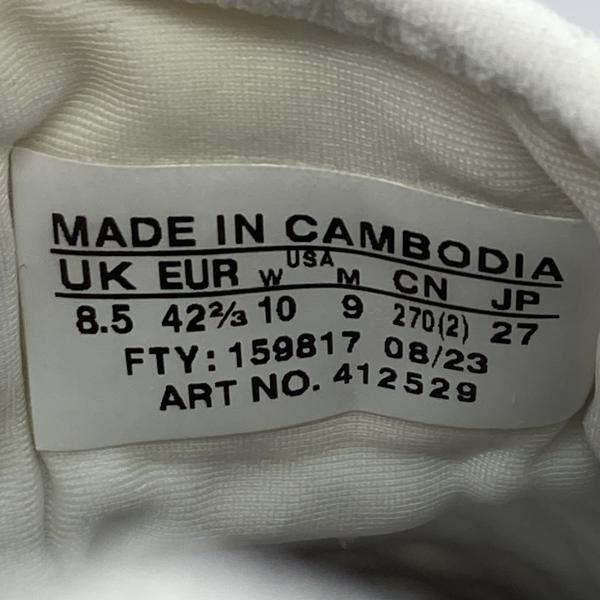 MADE IN CAMBODIA
USA
UK EUR W M CN JP
8.5 42⅔ 10 9 270(2) 27
FTY: 159817 08/23
ART NO. 412529